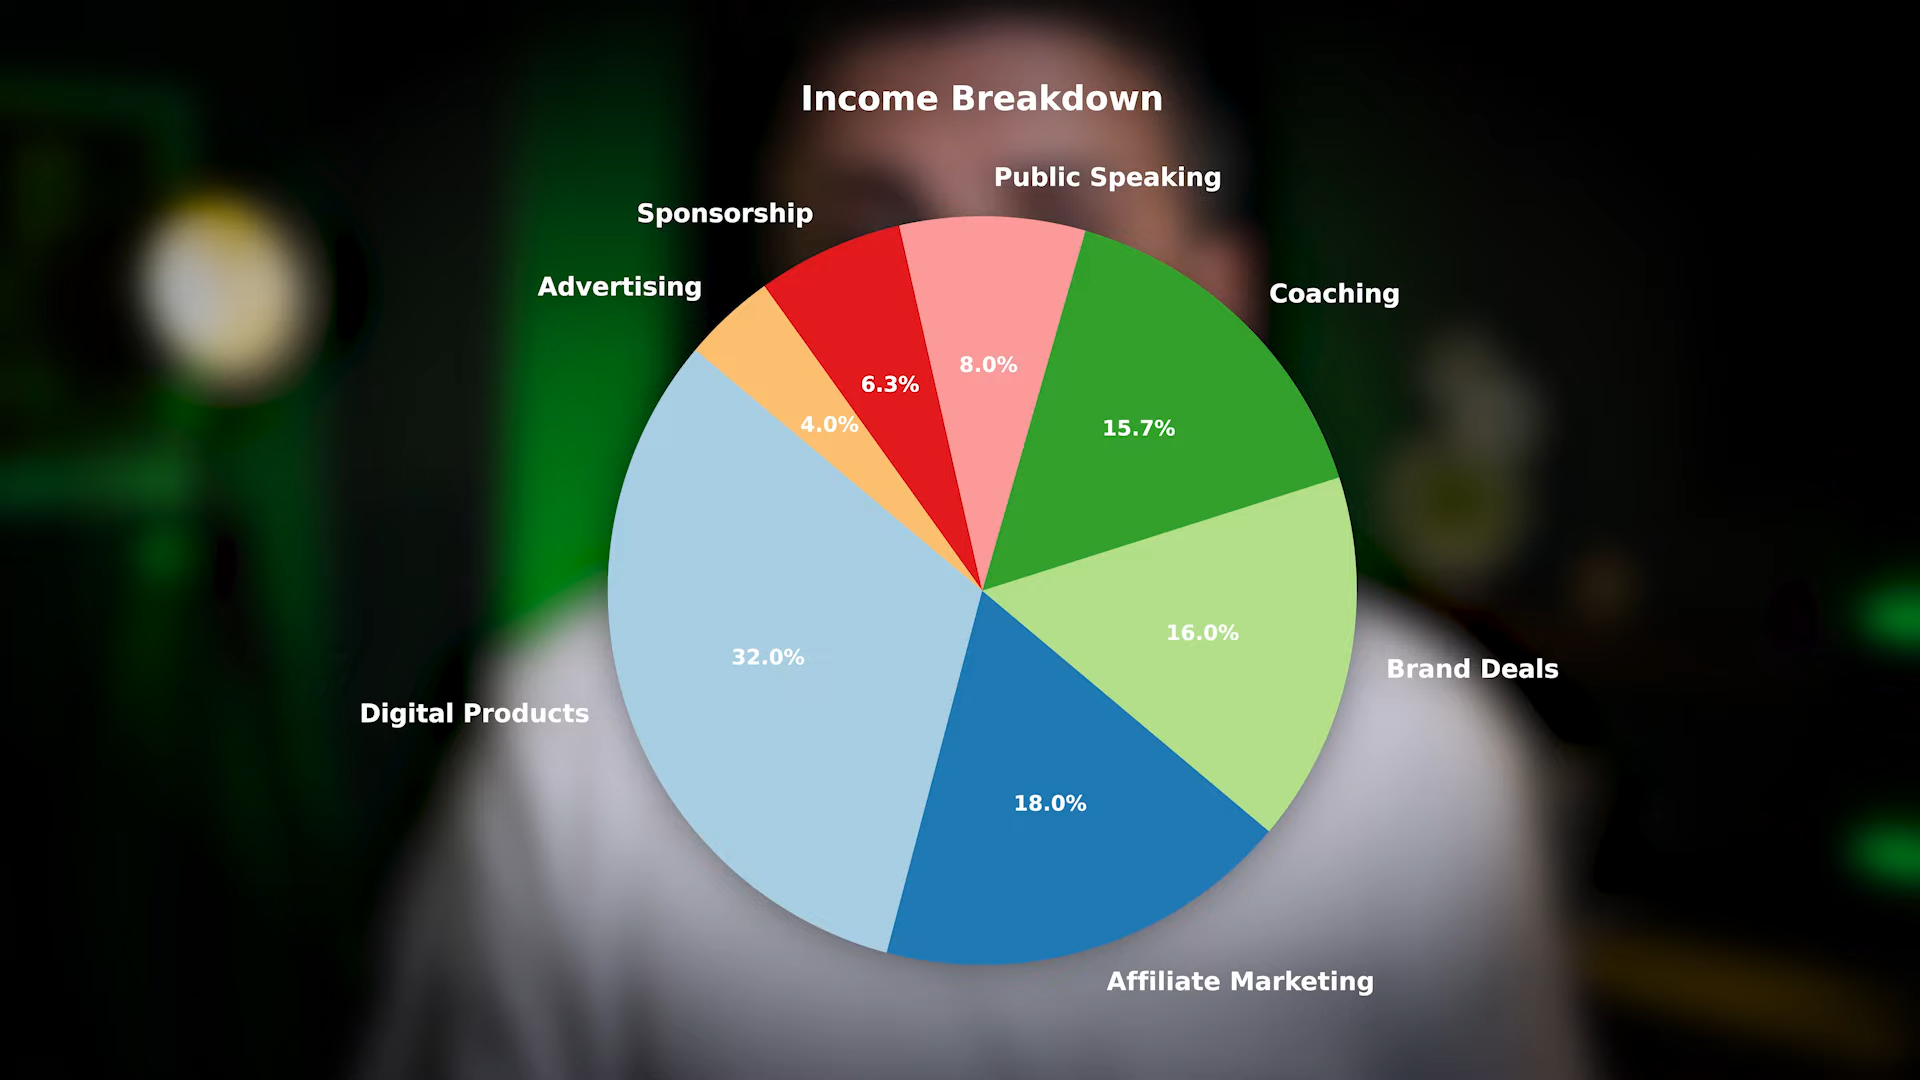 Income Breakdown
Public Speaking
Sponsorship
Advertising
Coaching
8.0%
6.3%
4.0%
15.7%
16.0%
32.0%
Brand Deals
Digital Products
18.0%
Affiliate Marketing